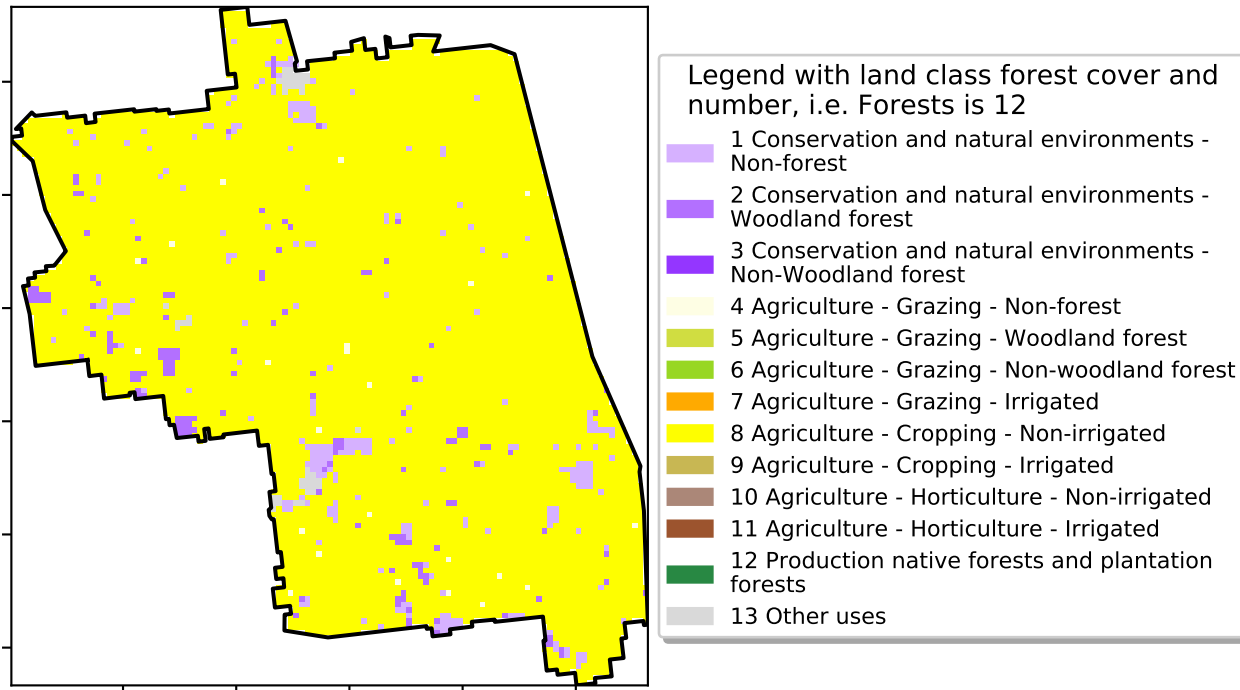 Legend with land class forest cover and
number, i.e. Forests is 12
1 Conservation and natural environments -
Non-forest
2 Conservation and natural environments -
Woodland forest
3 Conservation and natural environments -
Non-Woodland forest
4 Agriculture - Grazing - Non-forest
5 Agriculture - Grazing - Woodland forest
6 Agriculture - Grazing - Non-woodland forest
7 Agriculture - Grazing - Irrigated
8 Agriculture - Cropping - Non-irrigated
9 Agriculture - Cropping - Irrigated
10 Agriculture - Horticulture - Non-irrigated
11 Agriculture - Horticulture - Irrigated
12 Production native forests and plantation
forests
13 Other uses